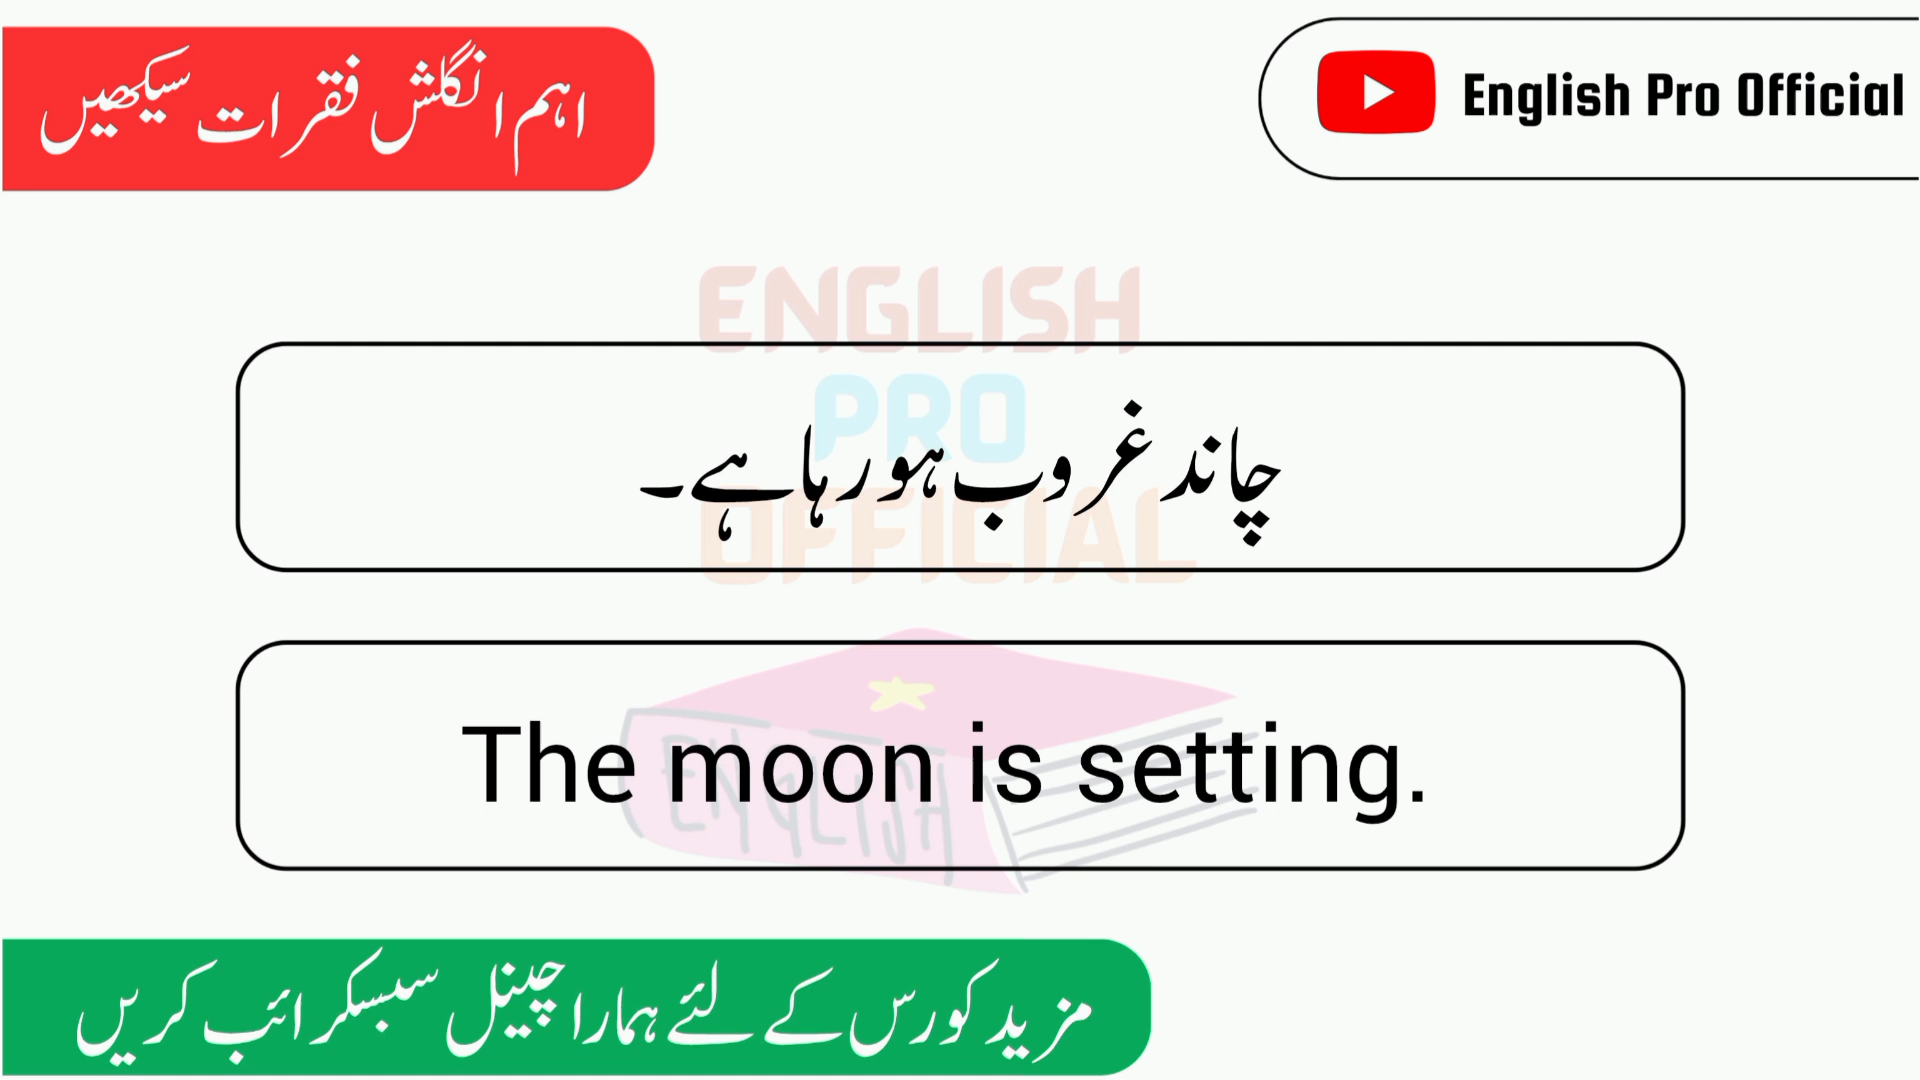 اہم انگلش فقرات سیکھیں
English Pro Official
ENGLISH
PRO
OFFICIAL
چاند غروب ہو رہا ہے۔
The moon is setting.
ENGLISH
مزید کورس کے لئے ہمارا چینل سبسکرائب کریں